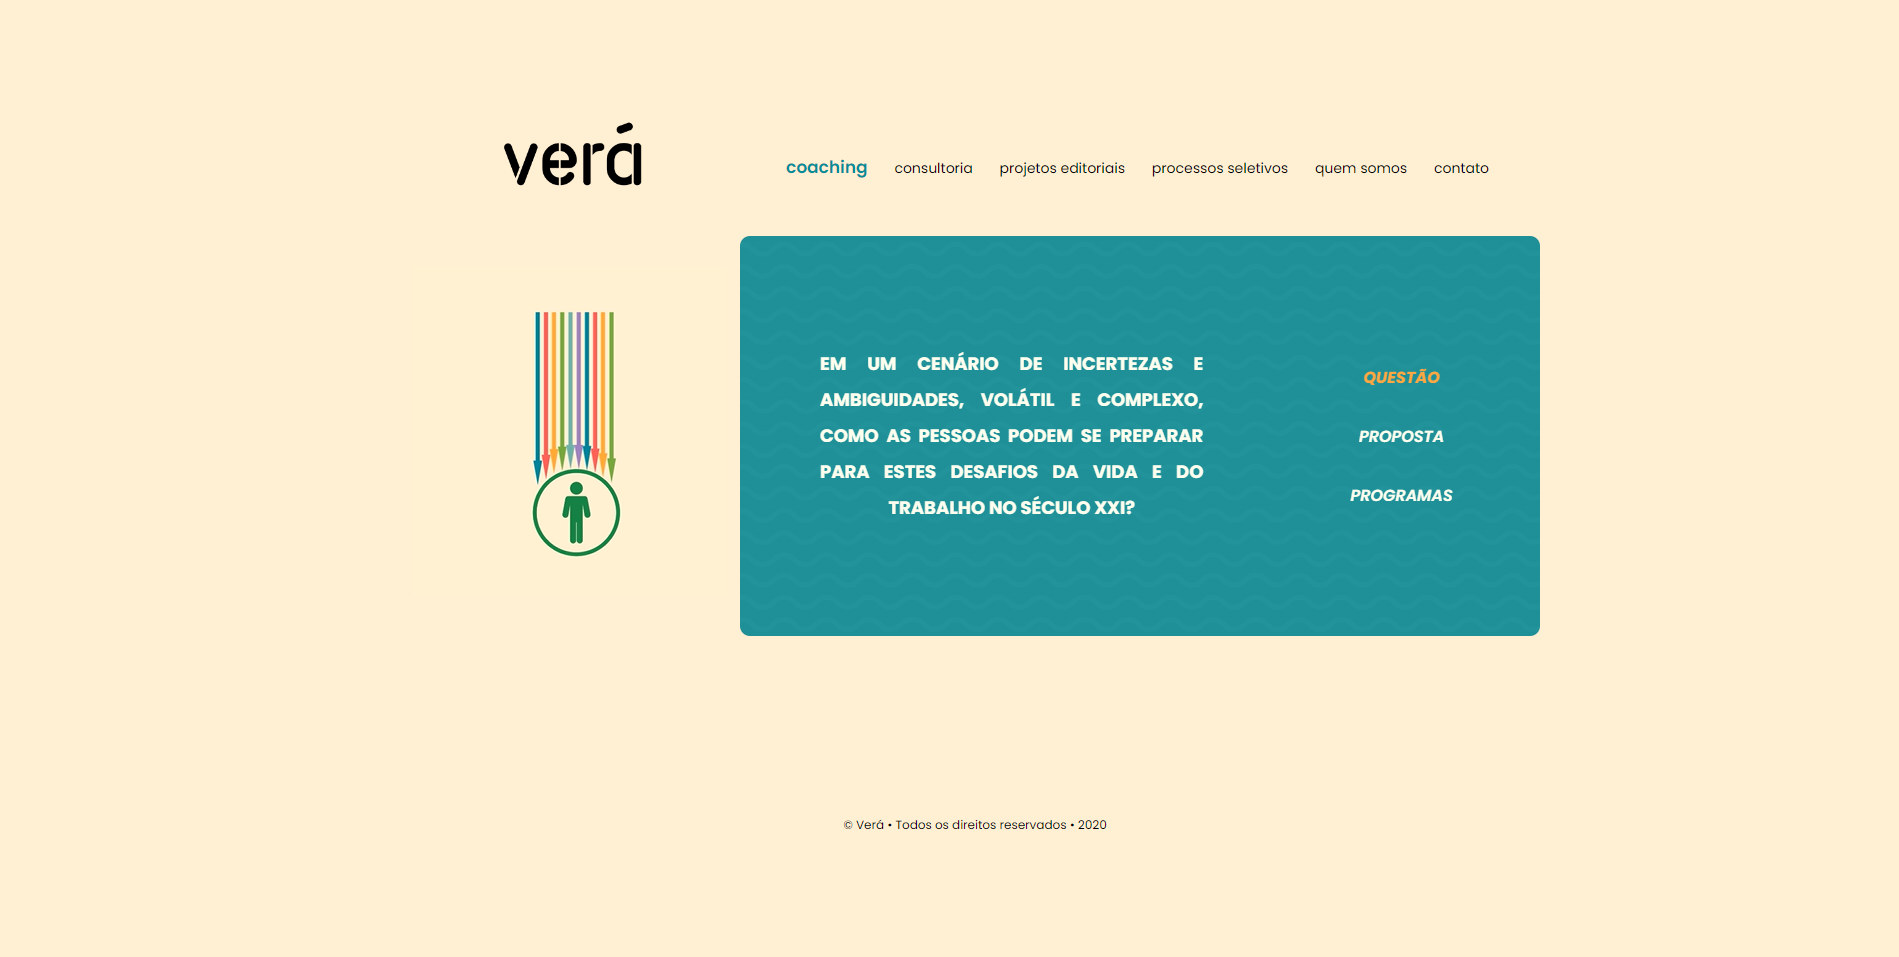 verá
coaching consultoria projetos editoriais processos seletivos quem somos contato
EM UM CENÁRIO DE INCERTEZAS E
AMBIGUIDADES, VOLÁTIL E COMPLEXO,
COMO AS PESSOAS PODEM SE PREPARAR
PARA ESTES DESAFIOS DA VIDA E DO
TRABALHO NO SÉCULO XXI?
QUESTÃO
PROPOSTA
PROGRAMAS
© Verá • Todos os direitos reservados • 2020